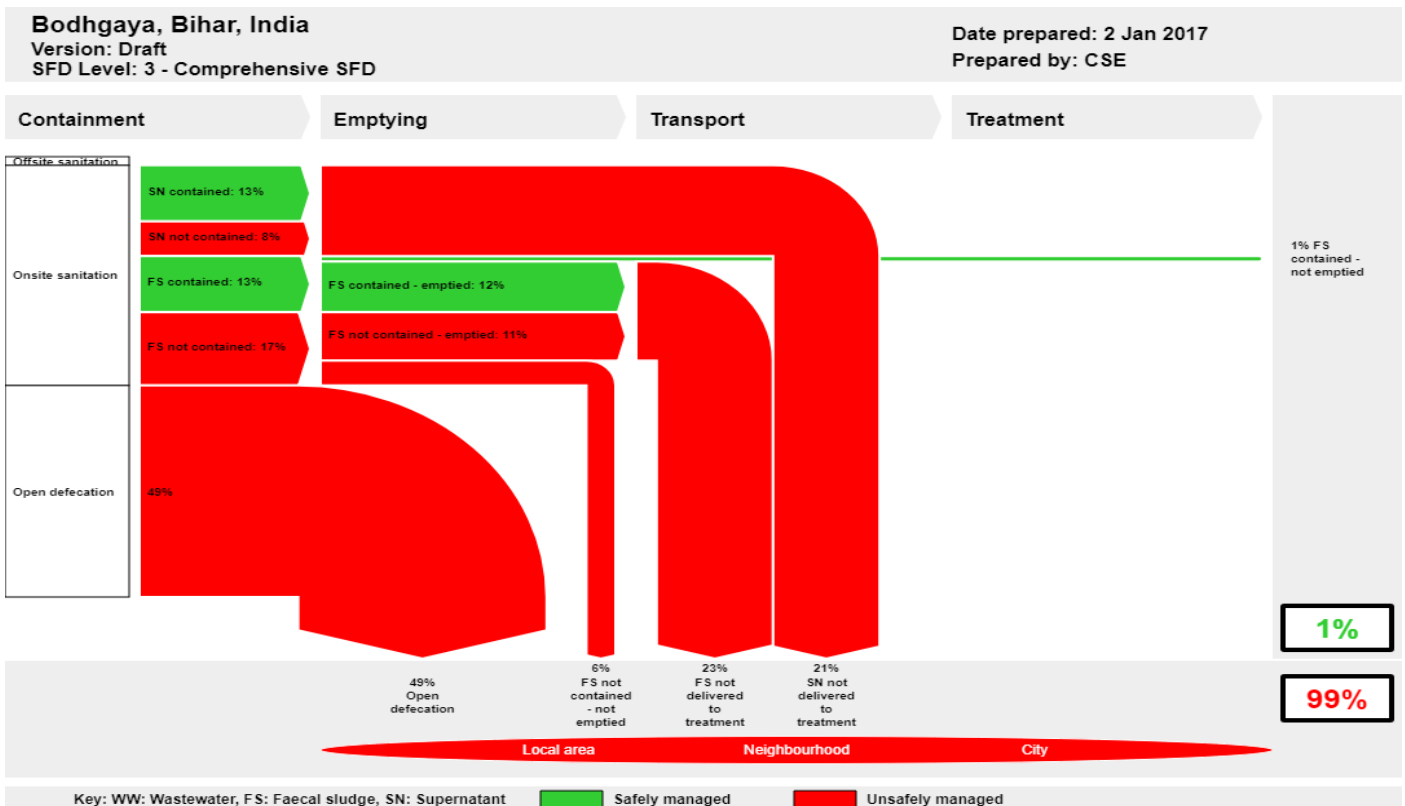 Bodhgaya, Bihar, India
Version: Draft
SFD Level: 3 - Comprehensive SFD
Date prepared: 2 Jan 2017
Prepared by: CSE
Containment
Emptying
Transport
Treatment
Offsite sanitation
Onsite sanitation
Open defecation
SN contained: 13%
SN not contained: 8%
FS contained: 13%
FS not contained: 17%
49%
FS contained - emptied: 12%
FS not contained - emptied: 11%
1% FS
contained -
not emptied
1%
99%
49%
Open
defecation
6%
FS not
contained
- not
emptied
23%
FS not
delivered
to
treatment
21%
SN not
delivered
to
treatment
Local area
Neighbourhood
City
Key: WW: Wastewater, FS: Faecal sludge, SN: Supernatant
Safely managed
Unsafely managed